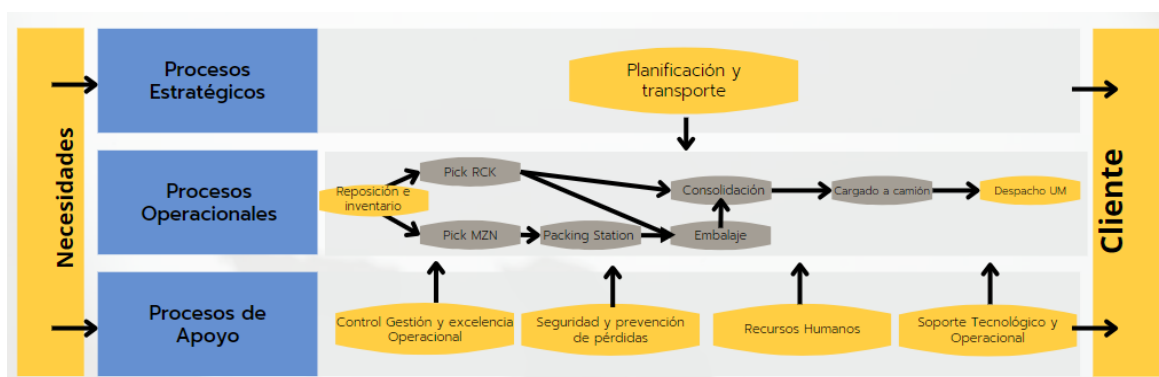 Necesidades
Procesos
Estratégicos
Planificación y
transporte
Procesos
Operacionales
Reposición e
inventario
Pick RCK
Pick MZN
Packing Station
Consolidación
Embalaje
Cargado a camión
Despacho UM
Procesos de
Apoyo
Control Gestión y excelencia
Operacional
Seguridad y prevención
de pérdidas
Recursos Humanos
Soporte Tecnológico y
Operacional
Cliente